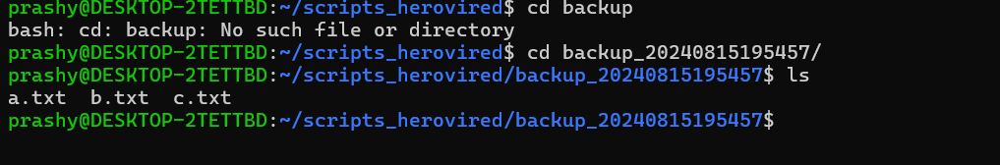 prashy@DESKTOP-2TETTBD:~/scripts_herovired$ cd backup
bash: cd: backup: No such file or directory
prashy@DESKTOP-2TETTBD:~/scripts_herovired$ cd backup_20240815195457/
prashy@DESKTOP-2TETTBD:~/scripts_herovired/backup_20240815195457$ ls
a.txt  b.txt  c.txt
prashy@DESKTOP-2TETTBD:~/scripts_herovired/backup_20240815195457$